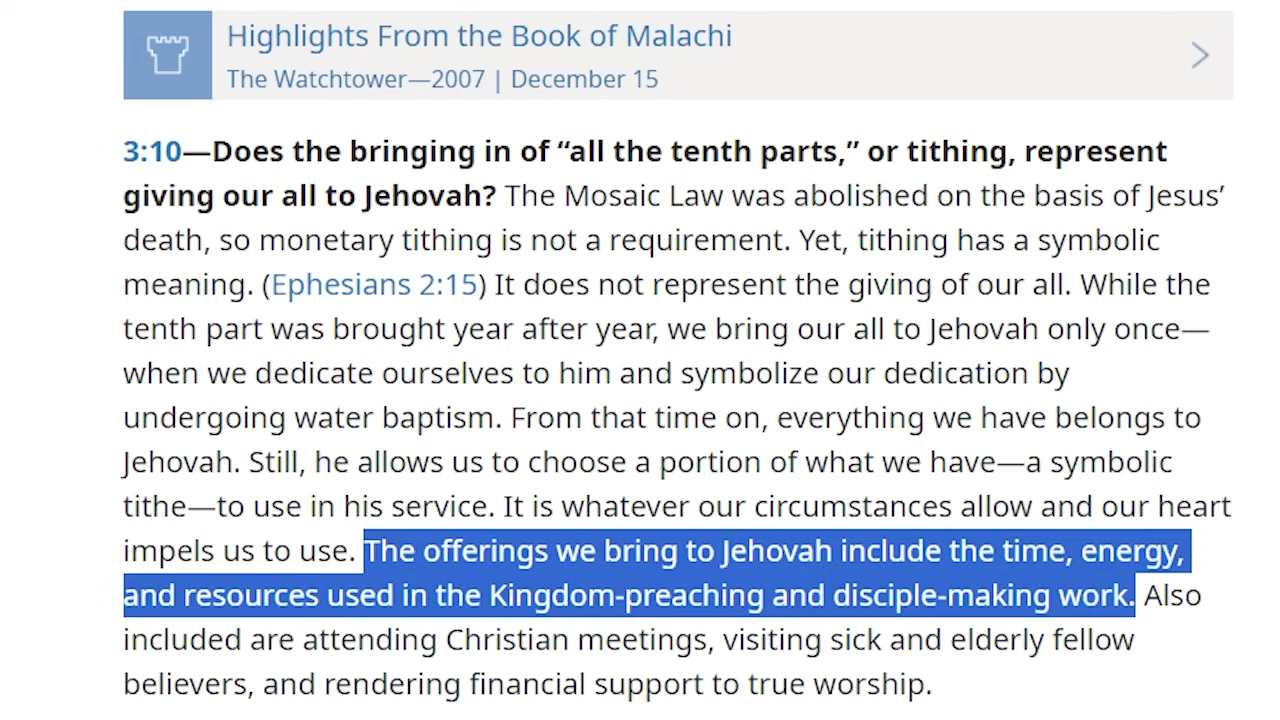 Highlights From the Book of Malachi
The Watchtower—2007 | December 15
3:10—Does the bringing in of “all the tenth parts,” or tithing, represent
giving our all to Jehovah? The Mosaic Law was abolished on the basis of Jesus’
death, so monetary tithing is not a requirement. Yet, tithing has a symbolic
meaning. (Ephesians 2:15) It does not represent the giving of our all. While the
tenth part was brought year after year, we bring our all to Jehovah only once—
when we dedicate ourselves to him and symbolize our dedication by
undergoing water baptism. From that time on, everything we have belongs to
Jehovah. Still, he allows us to choose a portion of what we have—a symbolic
tithe—to use in his service. It is whatever our circumstances allow and our heart
impels us to use. The offerings we bring to Jehovah include the time, energy,
and resources used in the Kingdom-preaching and disciple-making work. Also
included are attending Christian meetings, visiting sick and elderly fellow
believers, and rendering financial support to true worship.